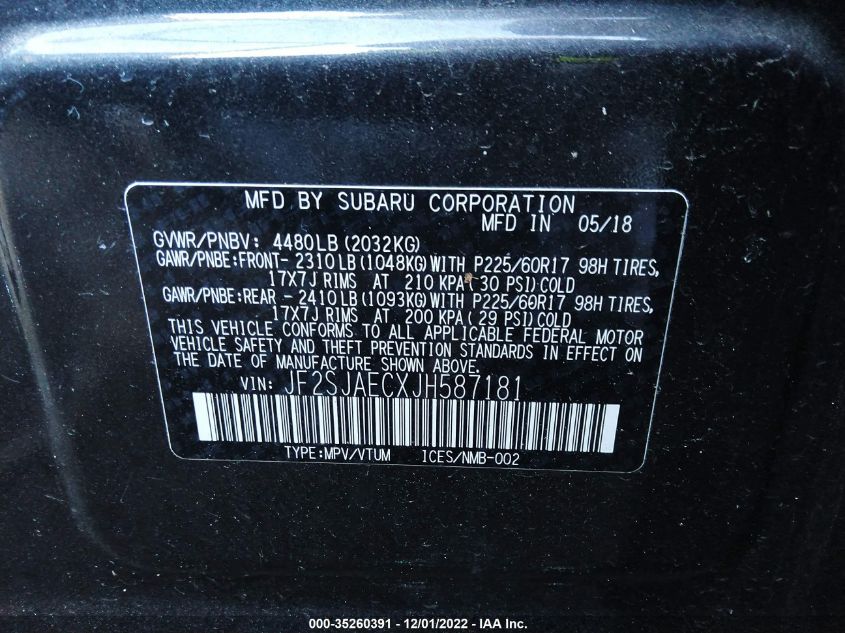 MFD BY SUBARU CORPORATION
MFD IN 05/18
GVWR/PNBV: 4480LB (2032KG)
GAWR/PNBE:FRONT- 2310LB (1048KG) WITH P225/60R17 98H TIRES,
17X7J RIMS AT 210 KPA (30 PSI) COLD
GAWR/PNBE:REAR - 2410LB (1093KG) WITH P225/60R17 98H TIRES,
17X7J RIMS AT 200 KPA (29 PSI) COLD
THIS VEHICLE CONFORMS TO ALL APPLICABLE FEDERAL MOTOR
VEHICLE SAFETY AND THEFT PREVENTION STANDARDS IN EFFECT ON
THE DATE OF MANUFACTURE SHOWN ABOVE.
VIN: JF2SJAECXJH587181
TYPE:MPV/VTUM ICES/NMB-002
000-35260391 - 12/01/2022 - IAA Inc.